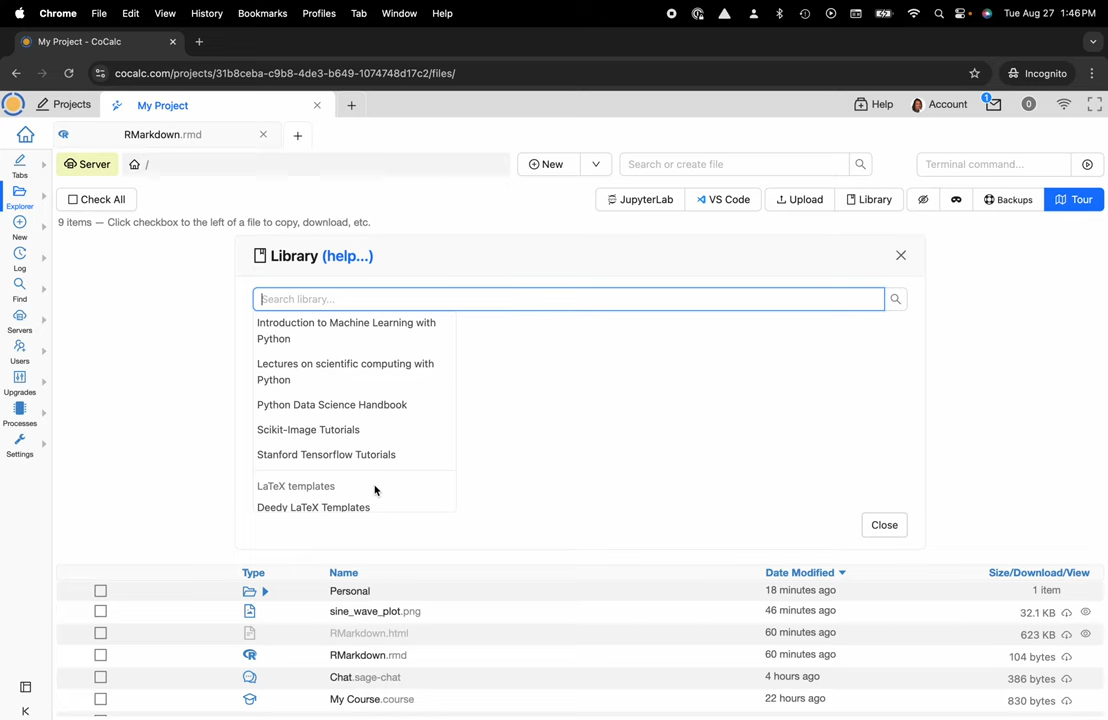 Chrome File Edit View History Bookmarks Profiles Tab Window Help Tue Aug 27 1:46 PM
My Project - CoCalc
cocalc.com/projects/31b8ceba-c9b8-4de3-b649-1074748d17c2/files/ Incognito
Projects My Project Help Account 1 0
RMarkdown.rmd
Server / New Search or create file Terminal command...
Tabs
Check All JupyterLab VS Code Upload Library Backups Tour
Explorer
9 items — Click checkbox to the left of a file to copy, download, etc.
New
Library (help...)
Log
Search library...
Find
Introduction to Machine Learning with
Python
Servers
Lectures on scientific computing with
Python
Users
Upgrades
Python Data Science Handbook
Processes
Scikit-Image Tutorials
Settings
Stanford Tensorflow Tutorials
LaTeX templates
Deedy LaTeX Templates
Close
Type Name Date Modified Size/Download/View
Personal 18 minutes ago 1 item
sine_wave_plot.png 46 minutes ago 32.1 KB
RMarkdown.html 60 minutes ago 623 KB
RMarkdown.rmd 60 minutes ago 104 bytes
Chat.sage-chat 4 hours ago 386 bytes
My Course.course 22 hours ago 830 bytes